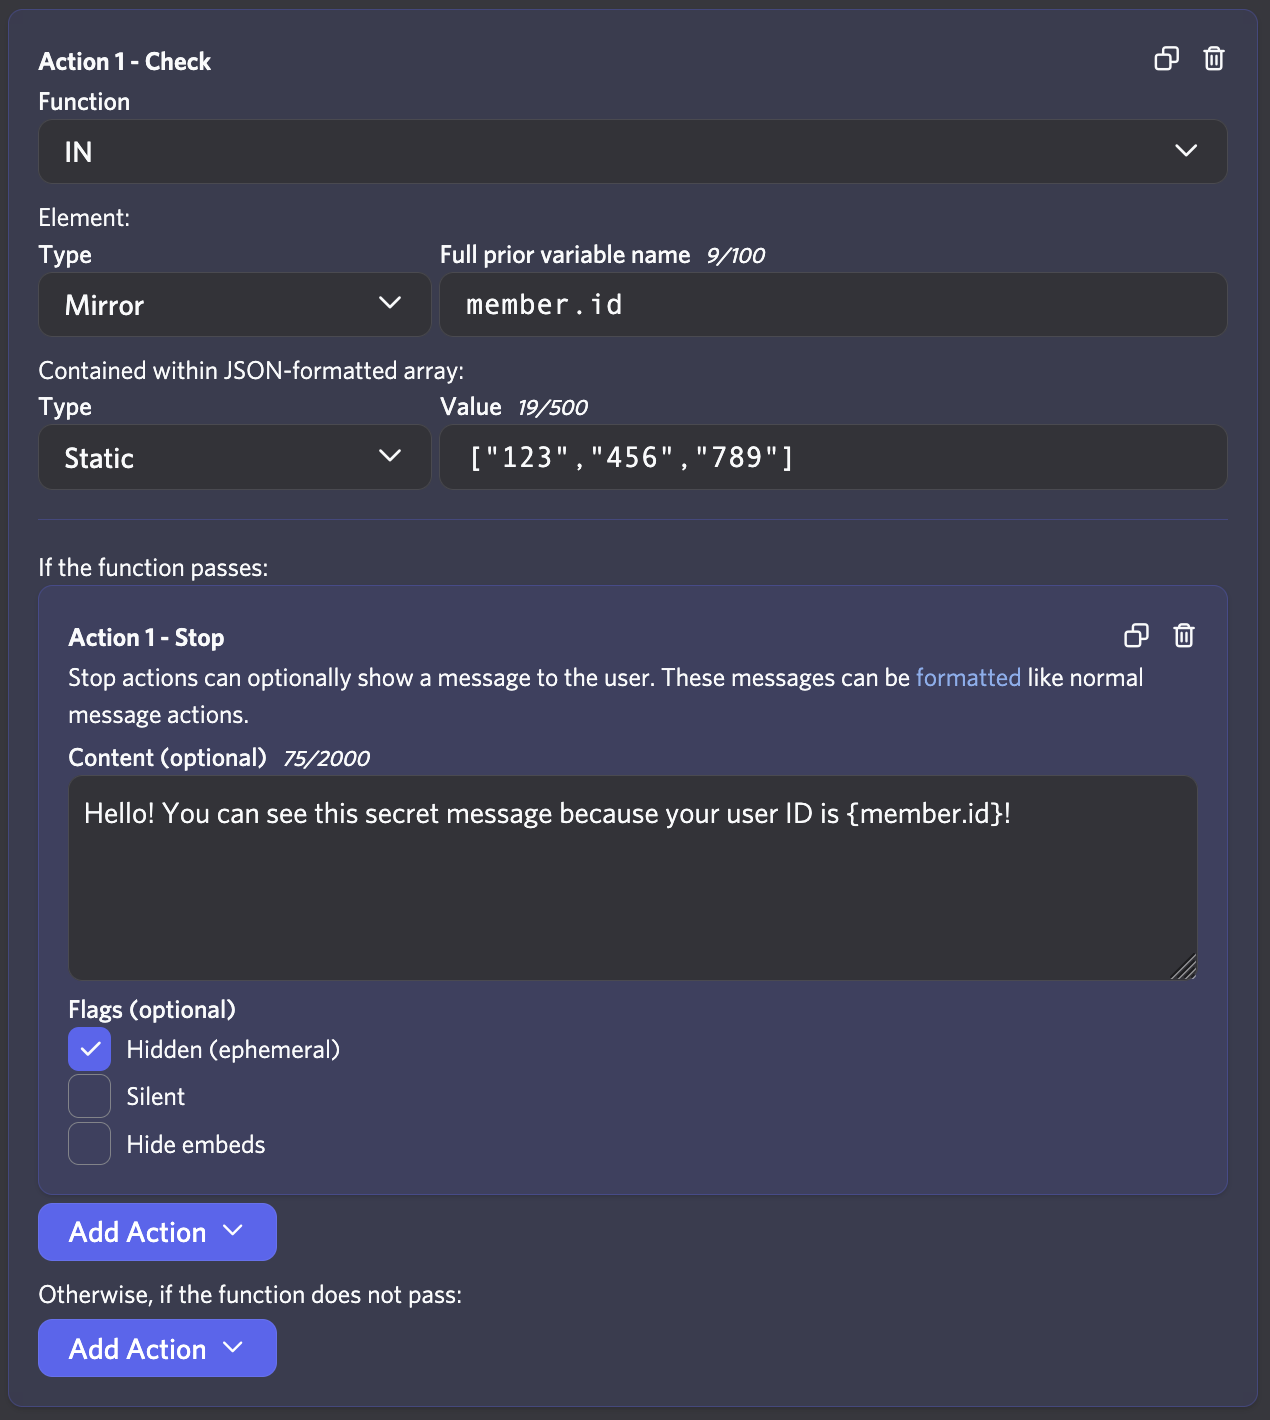 Action 1 - Check
Function
IN
Element:
Type
Full prior variable name 9/100
Mirror
member.id
Contained within JSON-formatted array:
Type
Value 19/500
Static
["123","456","789"]
If the function passes:
Action 1 - Stop
Stop actions can optionally show a message to the user. These messages can be formatted like normal
message actions.
Content (optional) 75/2000
Hello! You can see this secret message because your user ID is {member.id}!
Flags (optional)
Hidden (ephemeral)
Silent
Hide embeds
Add Action
Otherwise, if the function does not pass:
Add Action